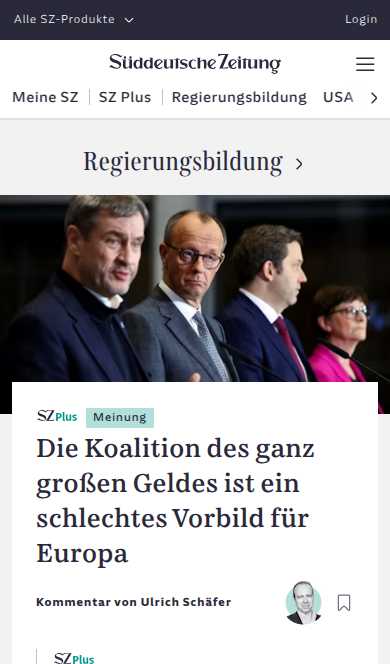 Alle SZ-Produkte
Login
Süddeutsche Zeitung
Meine SZ
SZ Plus
Regierungsbildung
USA
Regierungsbildung
SZ Plus
Meinung
Die Koalition des ganz
großen Geldes ist ein
schlechtes Vorbild für
Europa
Kommentar von Ulrich Schäfer
SZ Plus